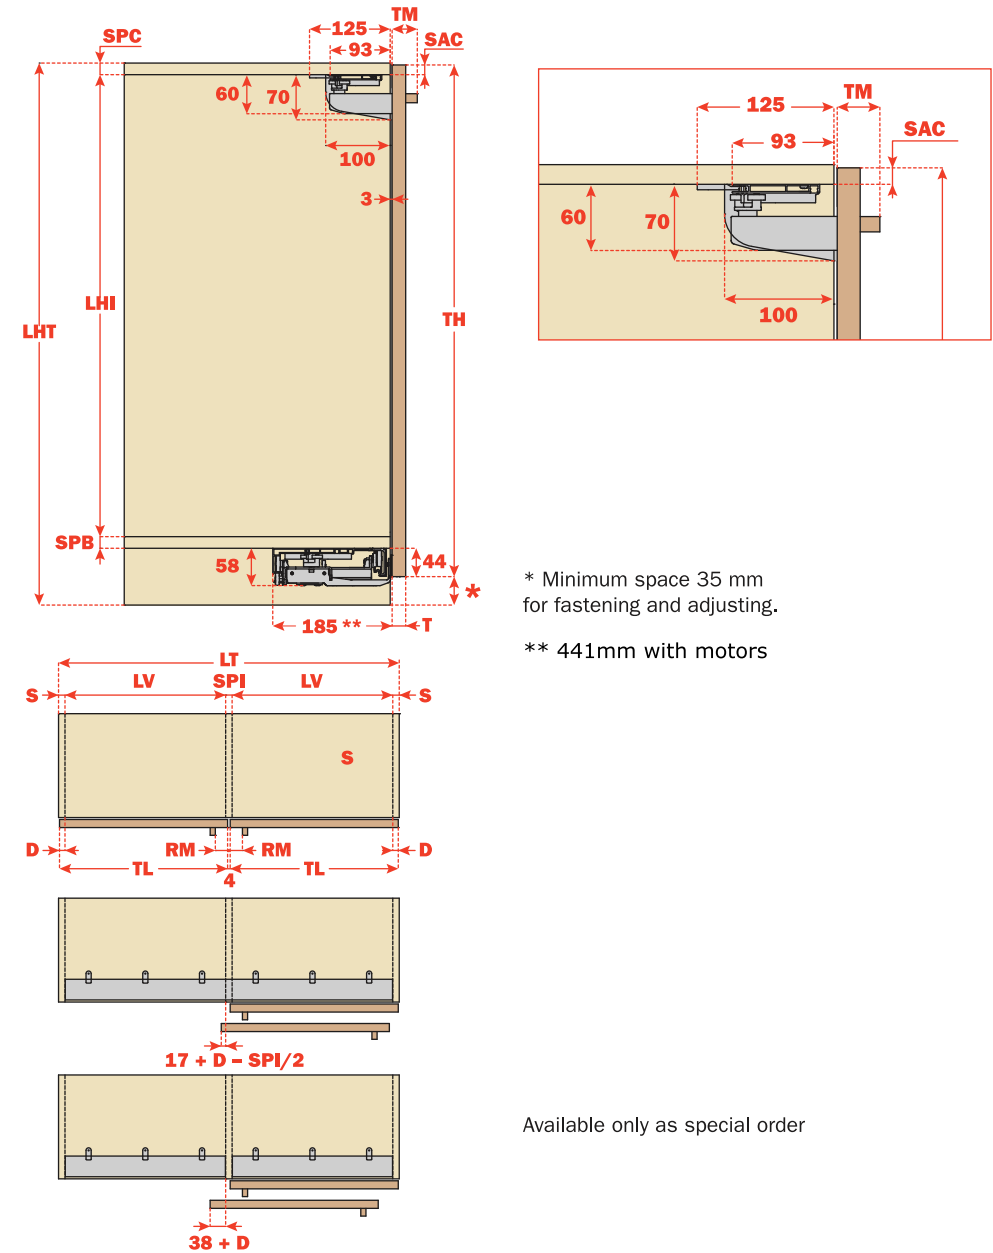 TM
125
SPC
SAC
93
60
70
100
3
LHI
LHT
TH
SPB
58
44
*
185 **
T
TM
125
SAC
93
60
70
100
* Minimum space 35 mm
for fastening and adjusting.
** 441mm with motors
LT
LV SPI LV
S S
S
D RM RM D
TL TL
4
17 + D – SPI/2
Available only as special order
38 + D